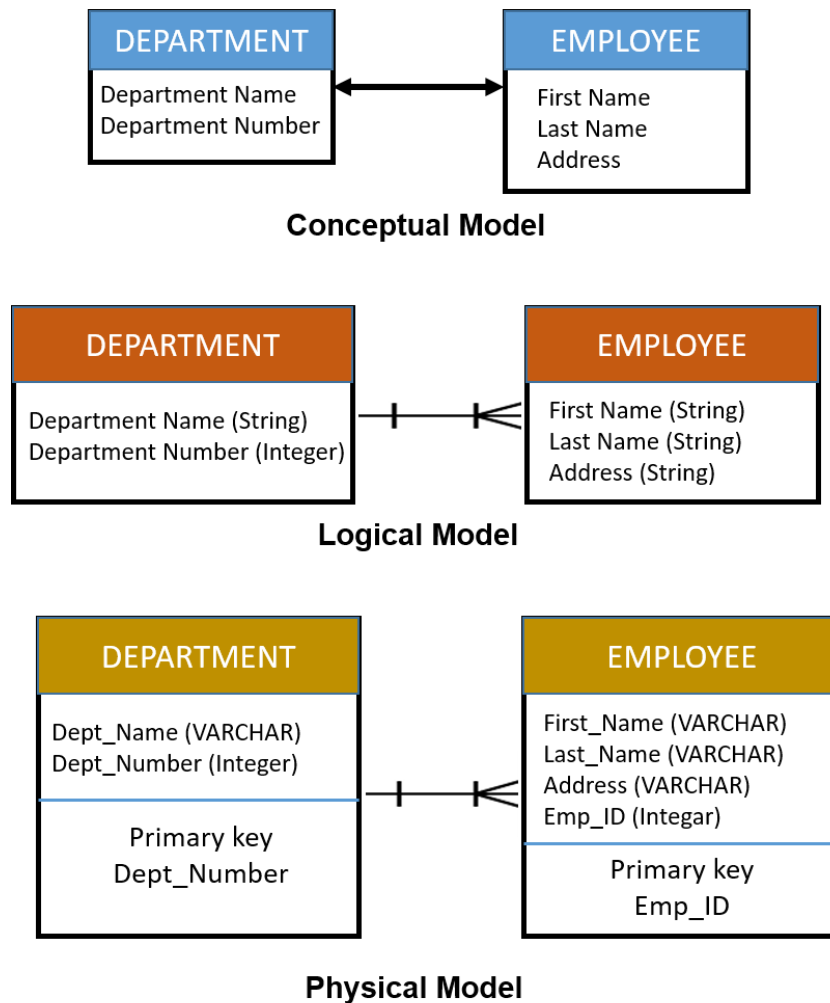 DEPARTMENT
Department Name
Department Number
EMPLOYEE
First Name
Last Name
Address
Conceptual Model
DEPARTMENT
Department Name (String)
Department Number (Integer)
EMPLOYEE
First Name (String)
Last Name (String)
Address (String)
Logical Model
DEPARTMENT
Dept_Name (VARCHAR)
Dept_Number (Integer)
Primary key
Dept_Number
EMPLOYEE
First_Name (VARCHAR)
Last_Name (VARCHAR)
Address (VARCHAR)
Emp_ID (Integar)
Primary key
Emp_ID
Physical Model